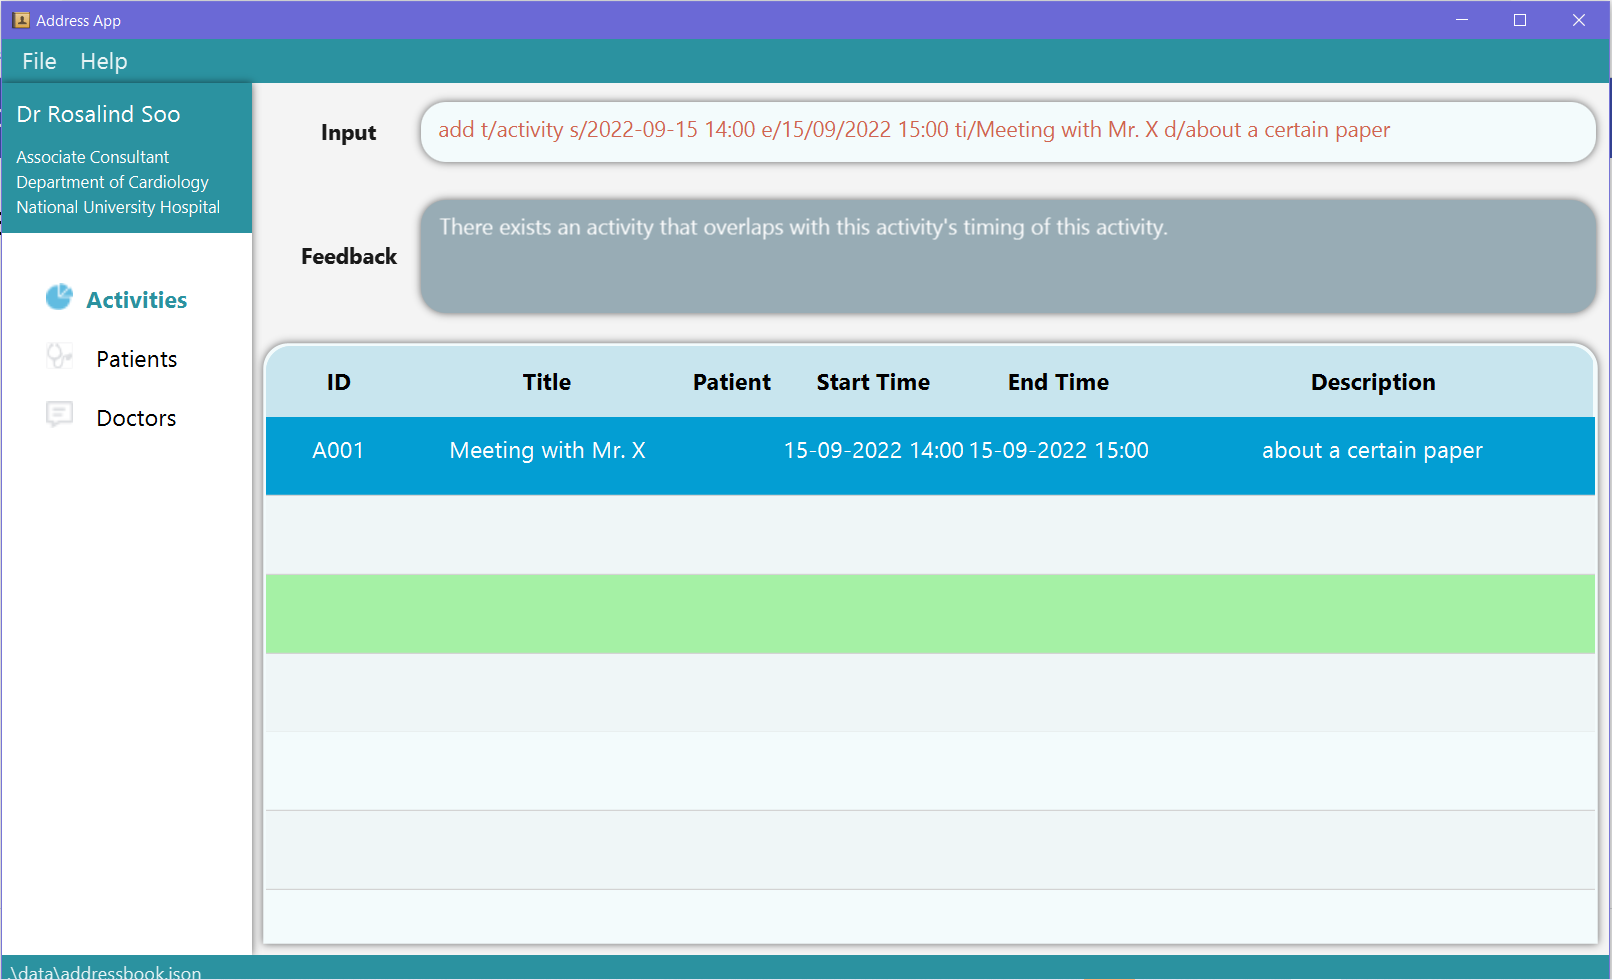 Address App
File Help
Dr Rosalind Soo
Associate Consultant
Department of Cardiology
National University Hospital
Activities
Patients
Doctors
Input
add t/activity s/2022-09-15 14:00 e/15/09/2022 15:00 ti/Meeting with Mr. X d/about a certain paper
Feedback
There exists an activity that overlaps with this activity's timing of this activity.
ID Title Patient Start Time End Time Description
A001 Meeting with Mr. X 15-09-2022 14:00 15-09-2022 15:00 about a certain paper
.\data\addressbook.json